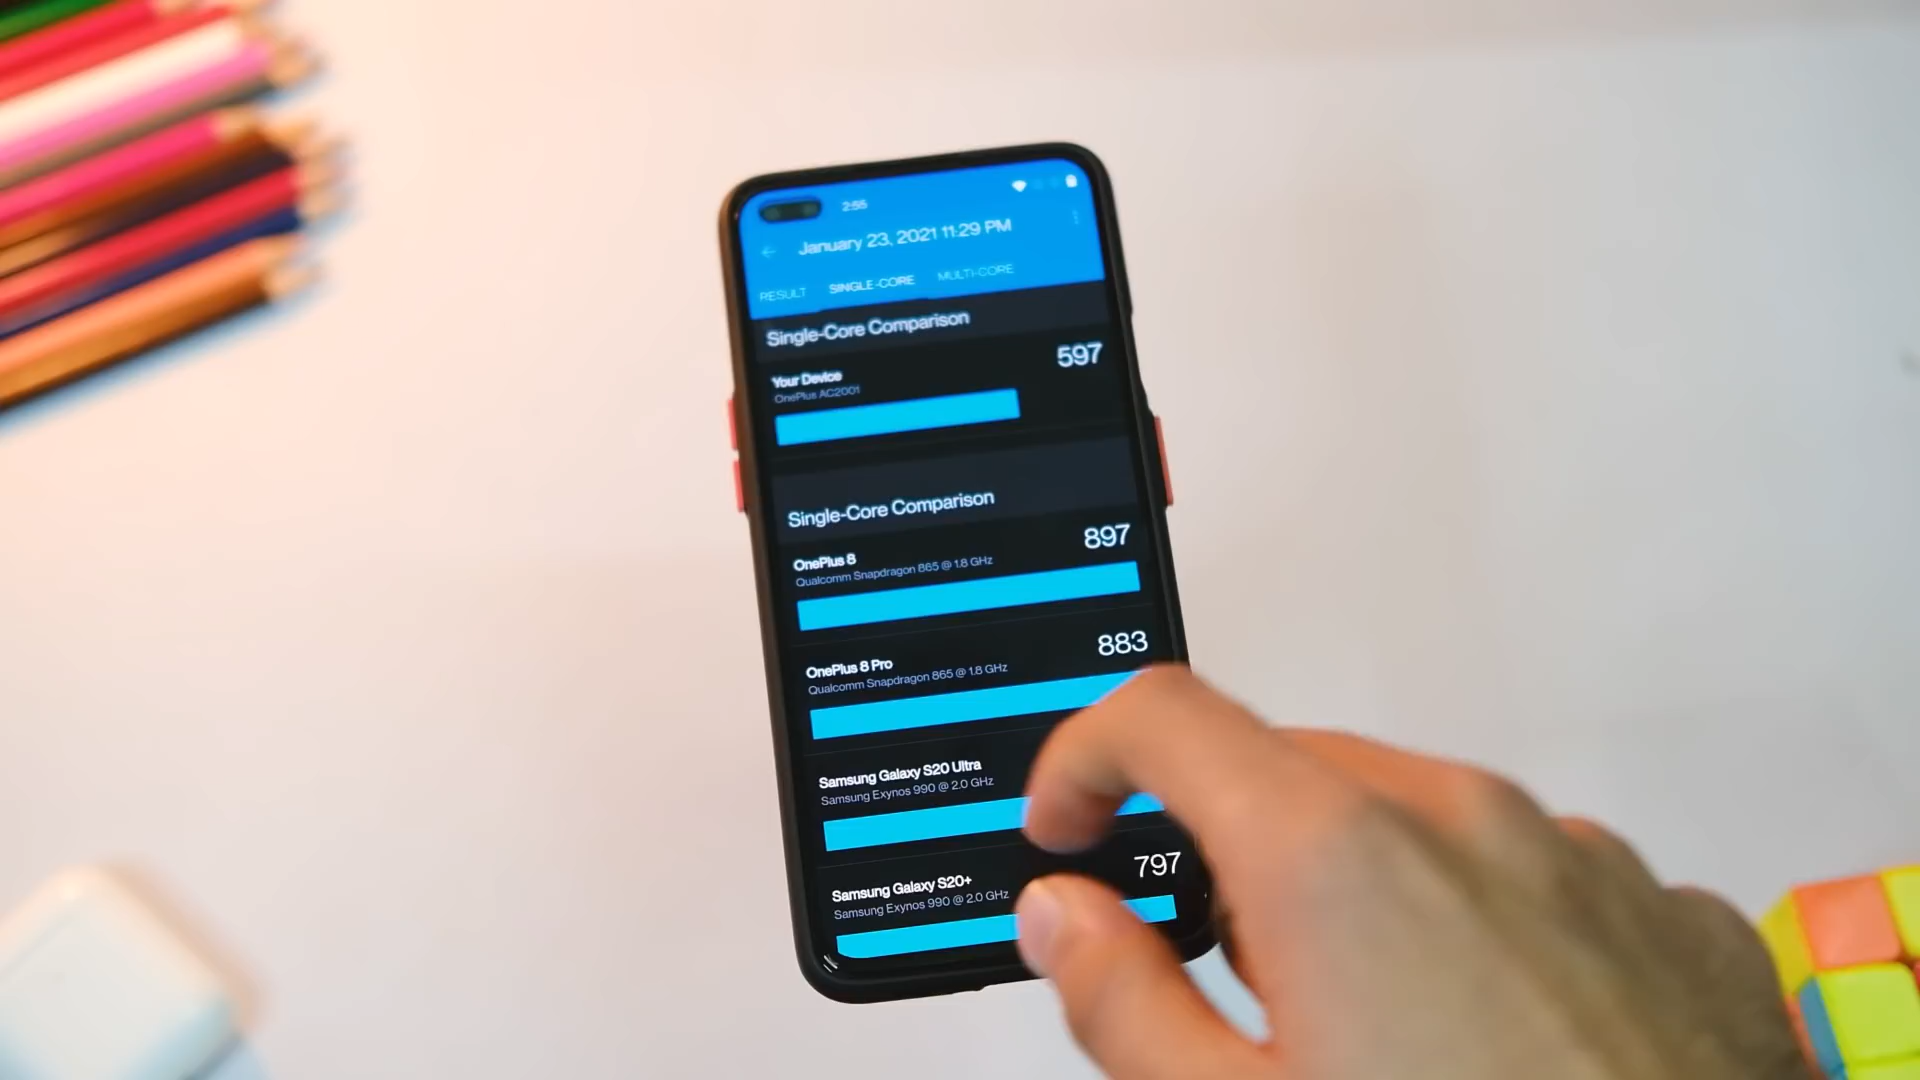 2:55
January 23, 2021 11:29 PM
RESULT SINGLE-CORE MULTI-CORE
Single-Core Comparison
Your Device 597
OnePlus AC2001
Single-Core Comparison
OnePlus 8 897
Qualcomm Snapdragon 865 @ 1.8 GHz
OnePlus 8 Pro 883
Qualcomm Snapdragon 865 @ 1.8 GHz
Samsung Galaxy S20 Ultra
Samsung Exynos 990 @ 2.0 GHz
Samsung Galaxy S20+ 797
Samsung Exynos 990 @ 2.0 GHz